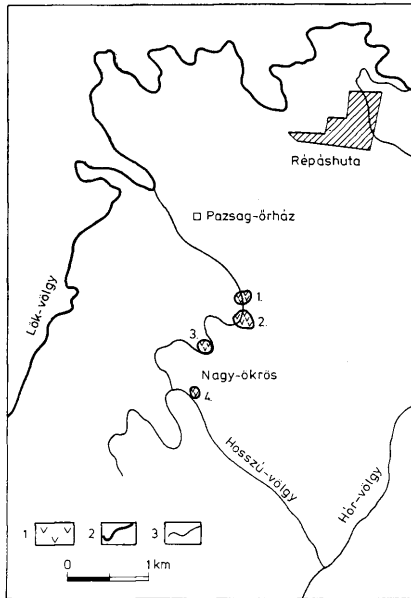 Répáshuta
Pazsag-őrház
Lök-völgy
1.
2.
3.
Nagy-ökrös
4.
Hosszú-völgy
Hór-völgy
1
2
3
0 1km